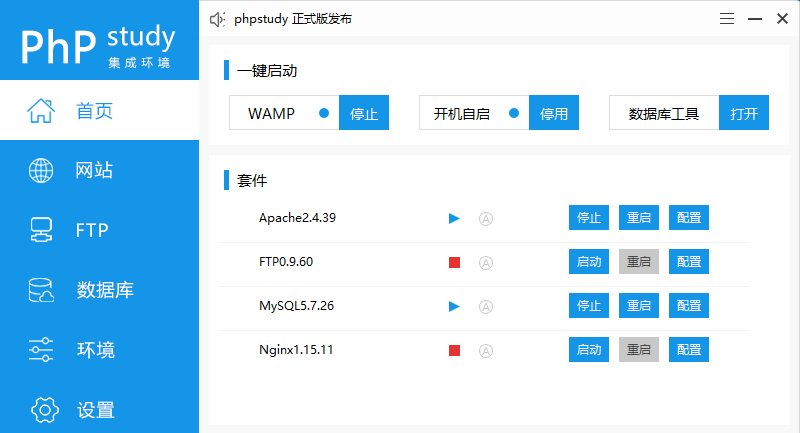 PhP study
集成环境
首页
网站
FTP
数据库
环境
设置
phpstudy 正式版发布
一键启动
WAMP 停止 开机自启 停用 数据库工具 打开
套件
Apache2.4.39 A 停止 重启 配置
FTP0.9.60 A 启动 重启 配置
MySQL5.7.26 A 停止 重启 配置
Nginx1.15.11 A 启动 重启 配置